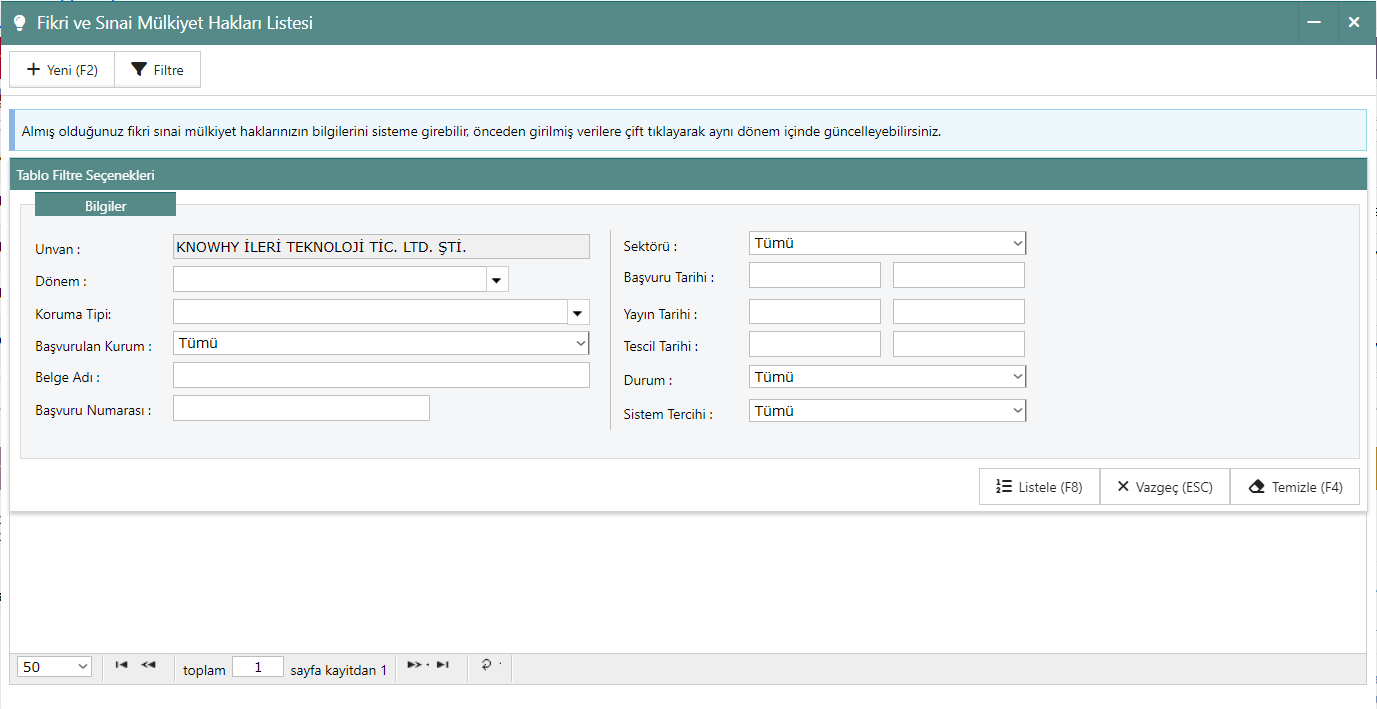 Fikri ve Sınai Mülkiyet Hakları Listesi
Yeni (F2) Filtre
Almış olduğunuz fikri sınai mülkiyet haklarınızın bilgilerini sisteme girebilir, önceden girilmiş verilere çift tıklayarak aynı dönem içinde güncelleyebilirsiniz.
Tablo Filtre Seçenekleri
Bilgiler
Unvan : KNOWHY İLERİ TEKNOLOJİ TİC. LTD. ŞTİ.
Dönem :
Koruma Tipi:
Başvurulan Kurum : Tümü
Belge Adı :
Başvuru Numarası :
Sektörü : Tümü
Başvuru Tarihi :
Yayın Tarihi :
Tescil Tarihi :
Durum : Tümü
Sistem Tercihi : Tümü
Listele (F8) Vazgeç (ESC) Temizle (F4)
50 toplam 1 sayfa kayitdan 1